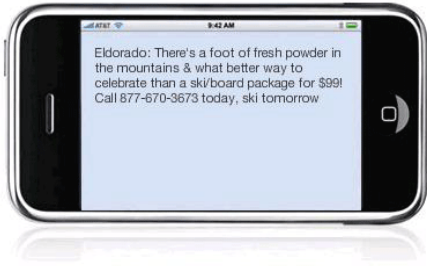 AT&T 9:42 AM
Eldorado: There's a foot of fresh powder in
the mountains & what better way to
celebrate than a ski/board package for $99!
Call 877-670-3673 today, ski tomorrow